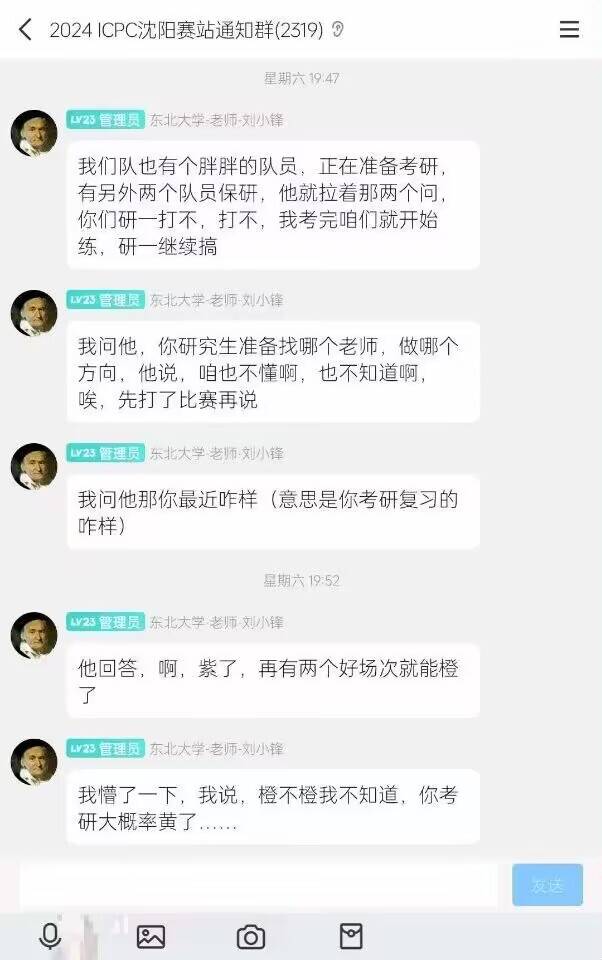 2024 ICPC沈阳赛站通知群(2319)
星期六 19:47
LV23 管理员 东北大学-老师-刘小锋
我们队也有个胖胖的队员，正在准备考研，
有另外两个队员保研，他就拉着那两个问，
你们研一打不，打不，我考完咱们就开始
练，研一继续搞
LV23 管理员 东北大学-老师-刘小锋
我问他，你研究生准备找哪个老师，做哪个
方向，他说，咱也不懂啊，也不知道啊，
唉，先打了比赛再说
LV23 管理员 东北大学-老师-刘小锋
我问他那你最近咋样（意思是你考研复习的
咋样）
星期六 19:52
LV23 管理员 东北大学-老师-刘小锋
他回答，啊，紫了，再有两个好场次就能橙
了
LV23 管理员 东北大学-老师-刘小锋
我懵了一下，我说，橙不橙我不知道，你考
研大概率黄了......
发送